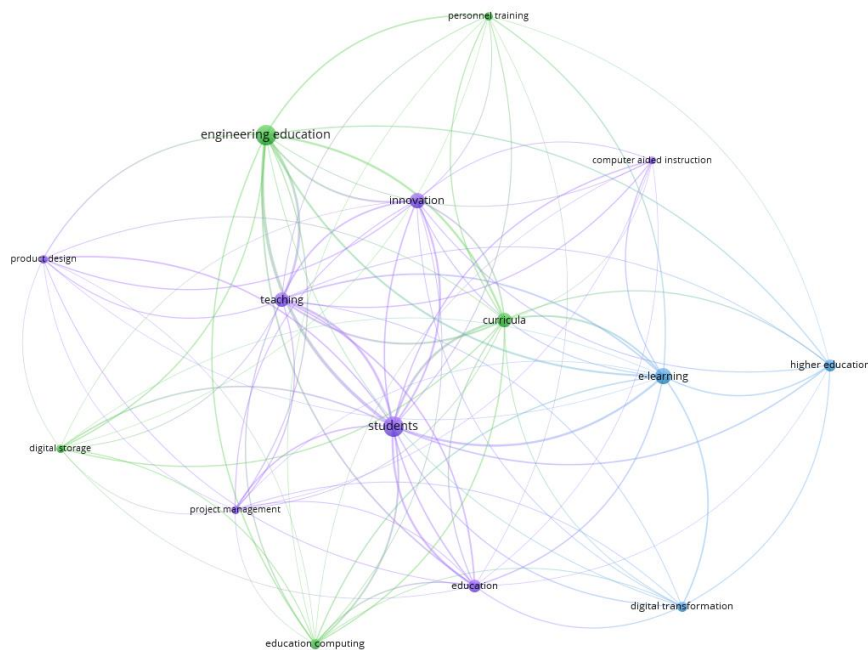 personnel training
engineering education
computer aided instruction
innovation
product design
teaching
curricula
higher education
e-learning
students
digital storage
project management
education
digital transformation
education computing